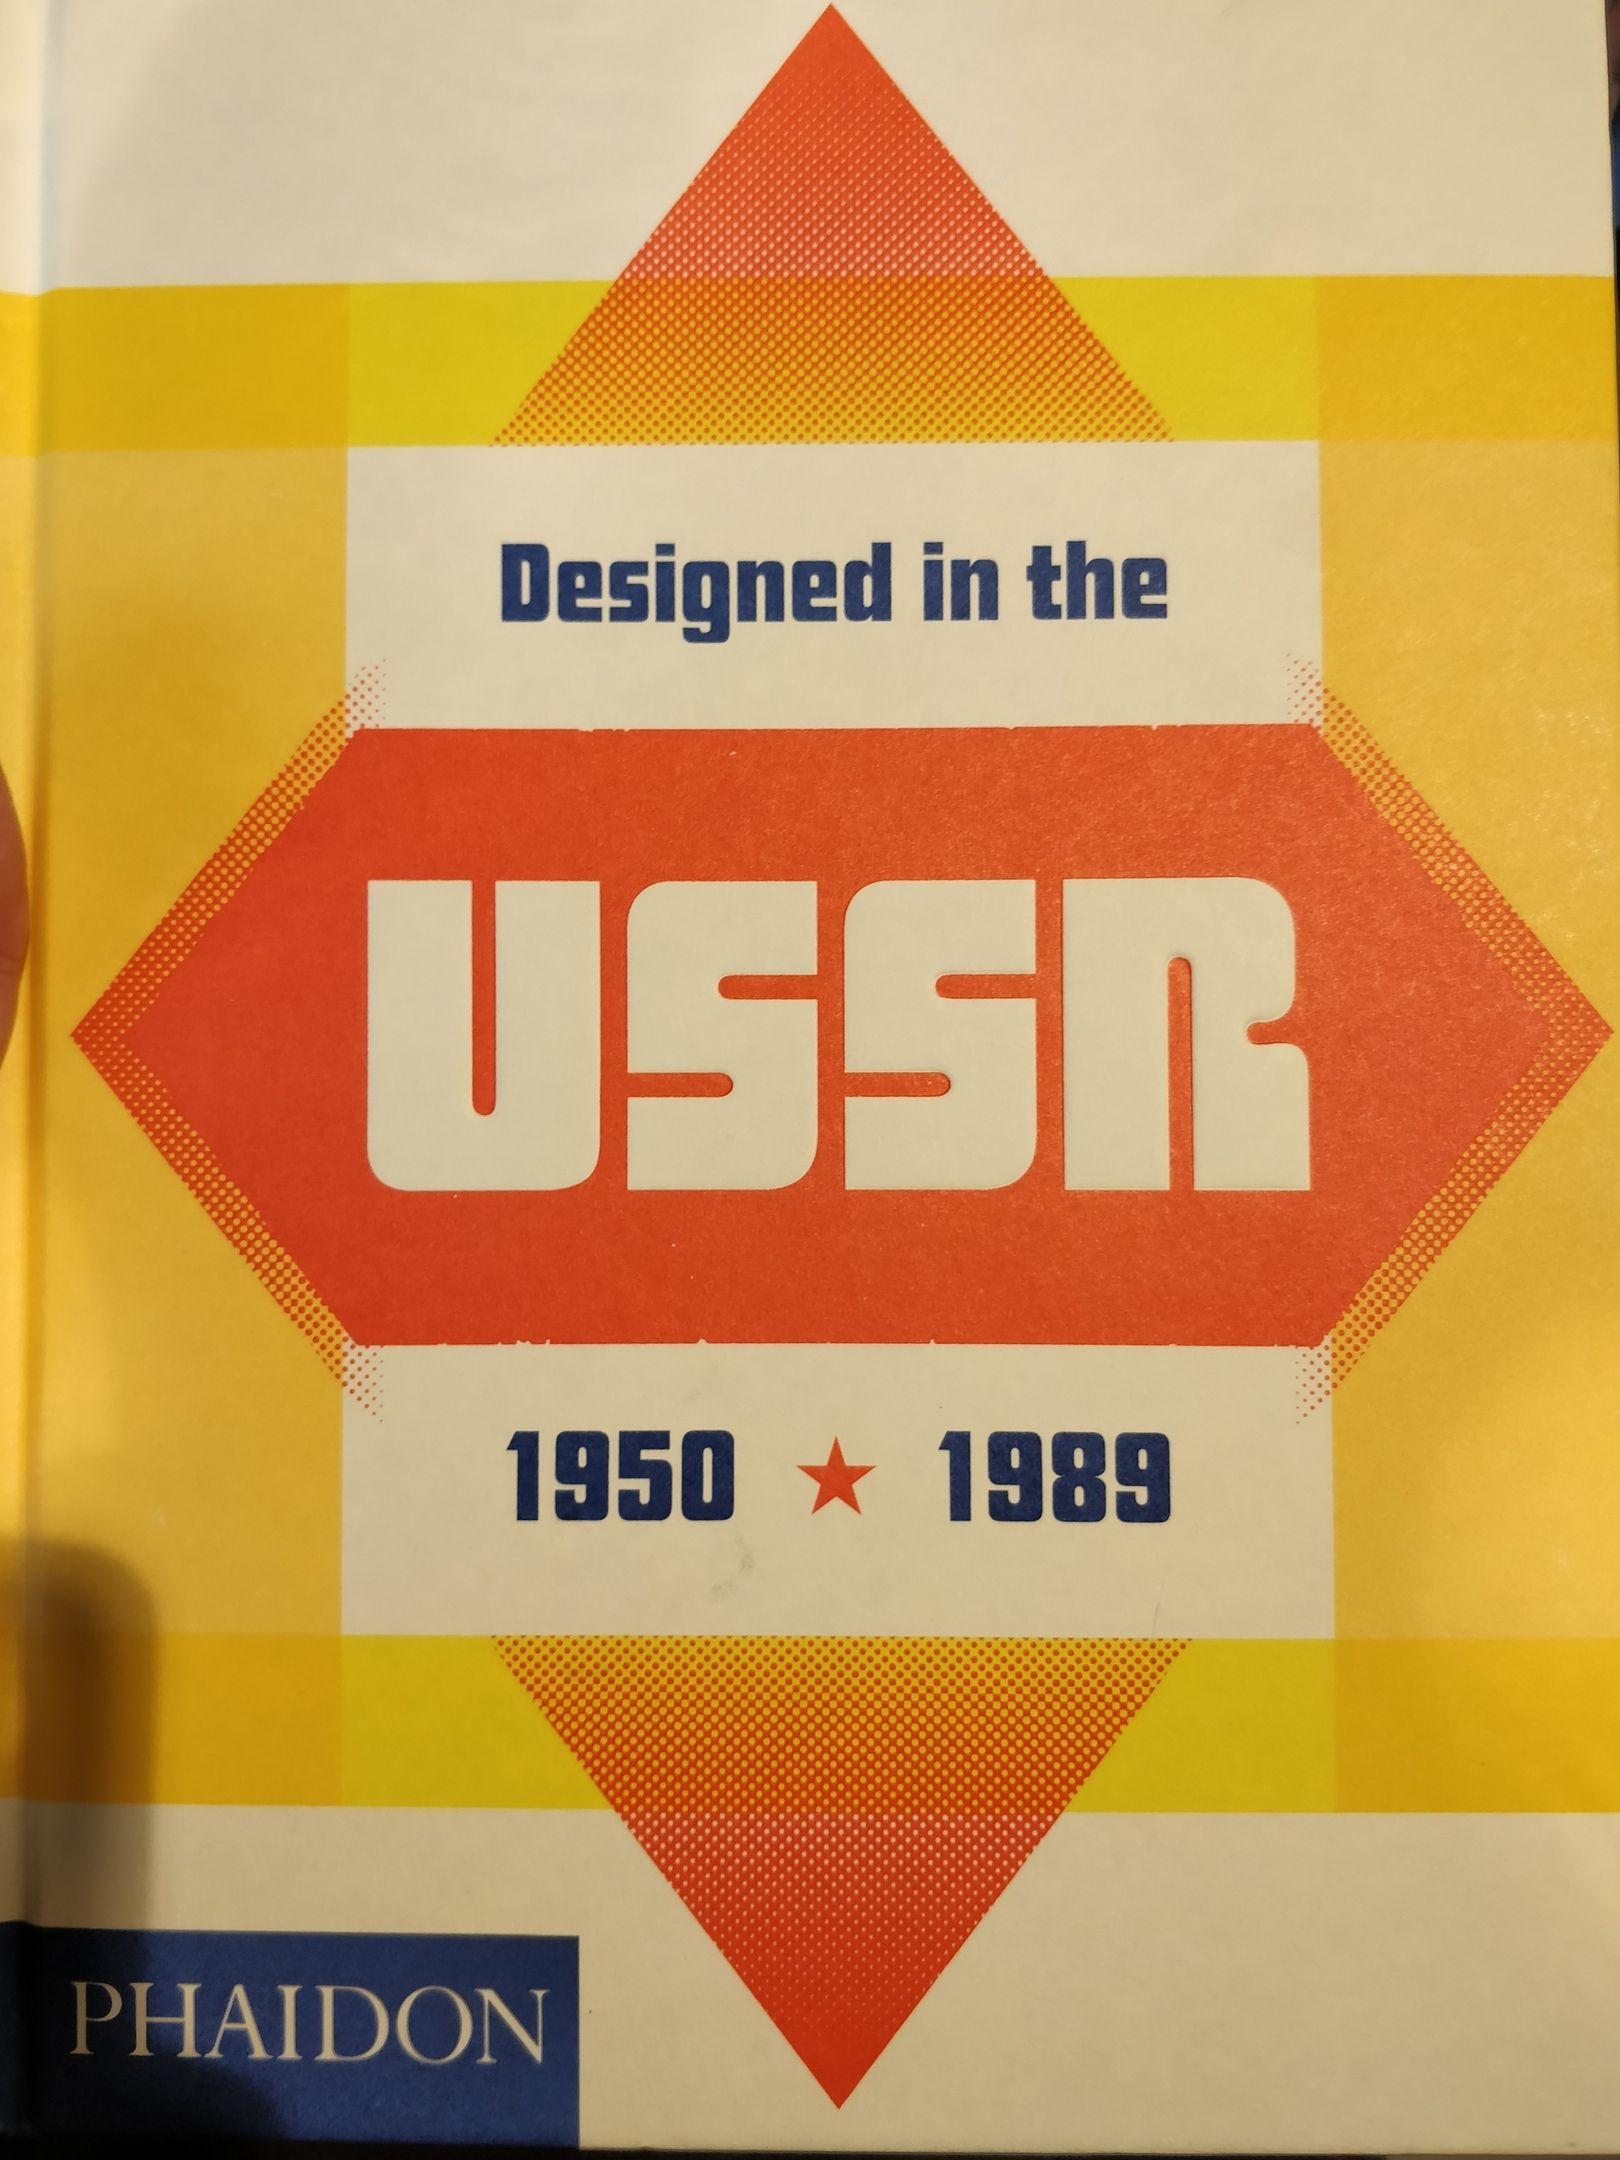 Designed in the
USSR
1950 ★ 1989
PHAIDON